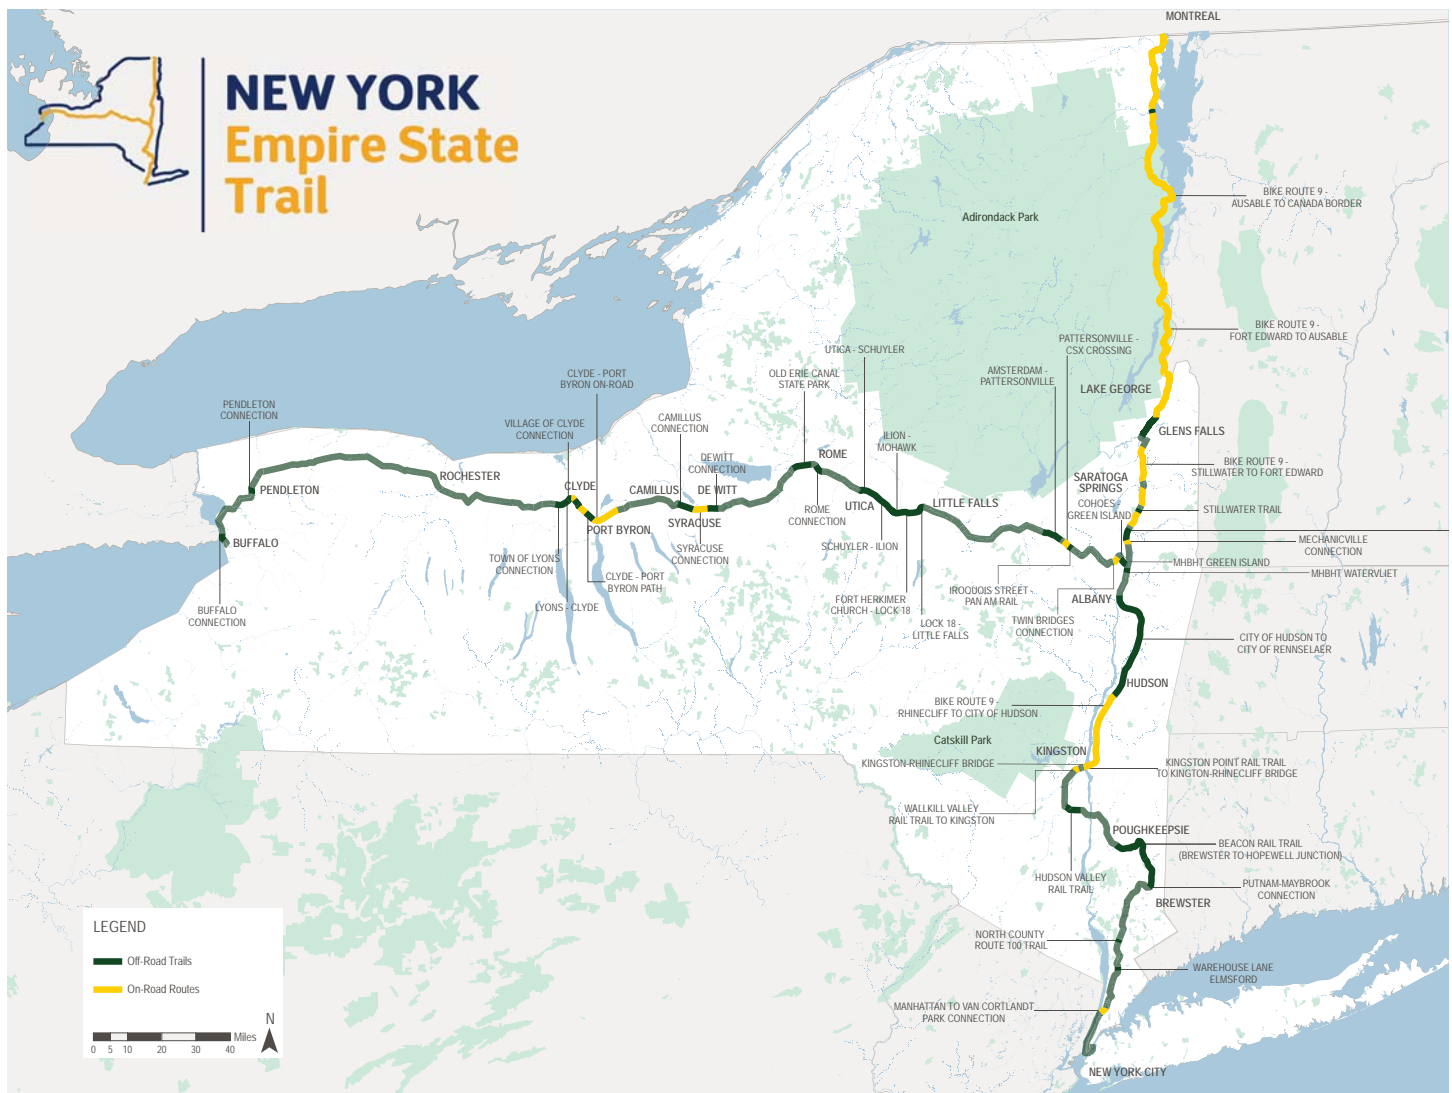 MONTREAL
NEW YORK
Empire State
Trail
BIKE ROUTE 9 -
AUSABLE TO CANADA BORDER
Adirondack Park
BIKE ROUTE 9 -
FORT EDWARD TO AUSABLE
PATTERSONVILLE -
CSX CROSSING
UTICA - SCHUYLER
CLYDE - PORT
BYRON ON-ROAD
OLD ERIE CANAL
STATE PARK
AMSTERDAM -
PATTERSONVILLE
LAKE GEORGE
PENDLETON
CONNECTION
VILLAGE OF CLYDE
CONNECTION
CAMILLUS
CONNECTION
ILION -
MOHAWK
GLENS FALLS
DEWITT
CONNECTION
ROME
BIKE ROUTE 9 -
STILLWATER TO FORT EDWARD
ROCHESTER
SARATOGA
SPRINGS
PENDLETON
CLYDE
CAMILLUS
DE WITT
UTICA
LITTLE FALLS
COHOES -
GREEN ISLAND
STILLWATER TRAIL
ROME
CONNECTION
SYRACUSE
PORT BYRON
BUFFALO
MECHANICVILLE
CONNECTION
SCHUYLER - ILION
SYRACUSE
CONNECTION
TOWN OF LYONS
CONNECTION
MHBHT GREEN ISLAND
MHBHT WATERVLIET
CLYDE - PORT
BYRON PATH
IROQUOIS STREET -
PAN AM RAIL
ALBANY
FORT HERKIMER
CHURCH - LOCK 18
LYONS - CLYDE
BUFFALO
CONNECTION
LOCK 18 -
LITTLE FALLS
TWIN BRIDGES
CONNECTION
CITY OF HUDSON TO
CITY OF RENNSELAER
HUDSON
BIKE ROUTE 9 -
RHINECLIFF TO CITY OF HUDSON
Catskill Park
KINGSTON
KINGSTON-RHINECLIFF BRIDGE
KINGSTON POINT RAIL TRAIL
TO KINGTON-RHINECLIFF BRIDGE
WALLKILL VALLEY
RAIL TRAIL TO KINGSTON
POUGHKEEPSIE
BEACON RAIL TRAIL
(BREWSTER TO HOPEWELL JUNCTION)
HUDSON VALLEY
RAIL TRAIL
PUTNAM-MAYBROOK
CONNECTION
BREWSTER
NORTH COUNTY
ROUTE 100 TRAIL
WAREHOUSE LANE
ELMSFORD
MANHATTAN TO VAN CORTLANDT
PARK CONNECTION
NEW YORK CITY
LEGEND
Off-Road Trails
On-Road Routes
N
Miles
0 5 10 20 30 40